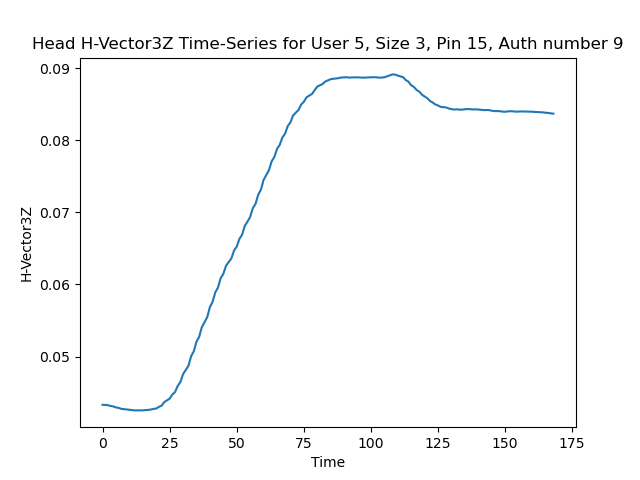 Head H-Vector3Z Time-Series for User 5, Size 3, Pin 15, Auth number 9
0.09
0.08
0.07
0.06
0.05
H-Vector3Z
0 25 50 75 100 125 150 175
Time